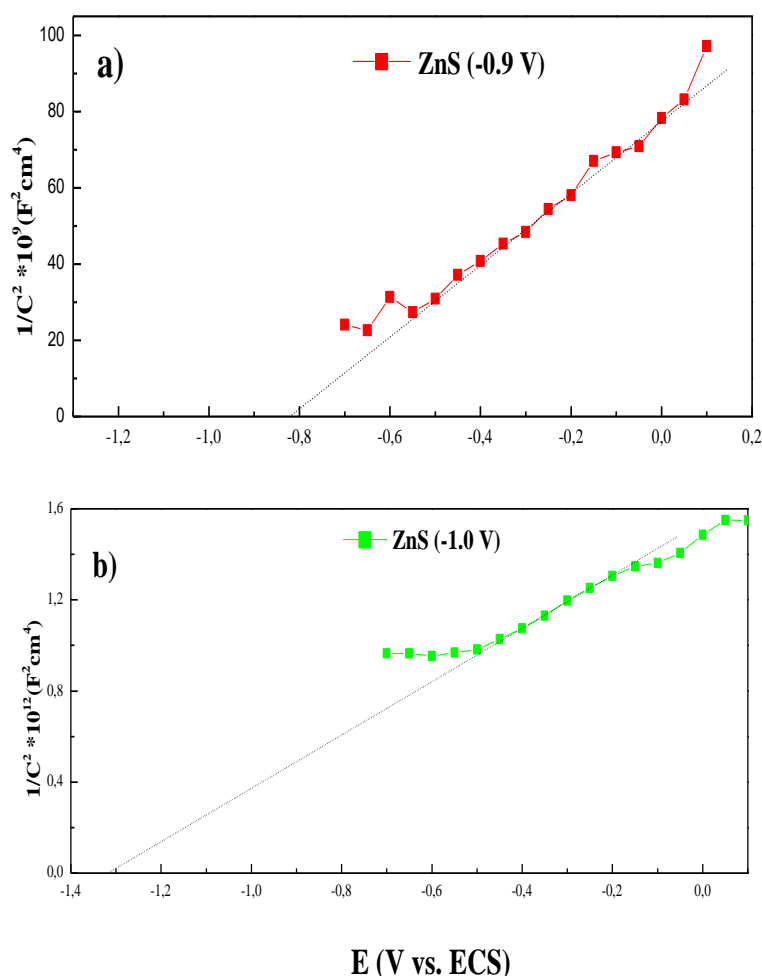 a)
ZnS (-0.9 V)
1/C² *10⁹(F²cm⁴)
100
80
60
40
20
0
-1,2 -1,0 -0,8 -0,6 -0,4 -0,2 0,0 0,2
b)
ZnS (-1.0 V)
1/C² *10¹²(F²cm⁴)
1,6
1,2
0,8
0,4
0,0
-1,4 -1,2 -1,0 -0,8 -0,6 -0,4 -0,2 0,0
E (V vs. ECS)